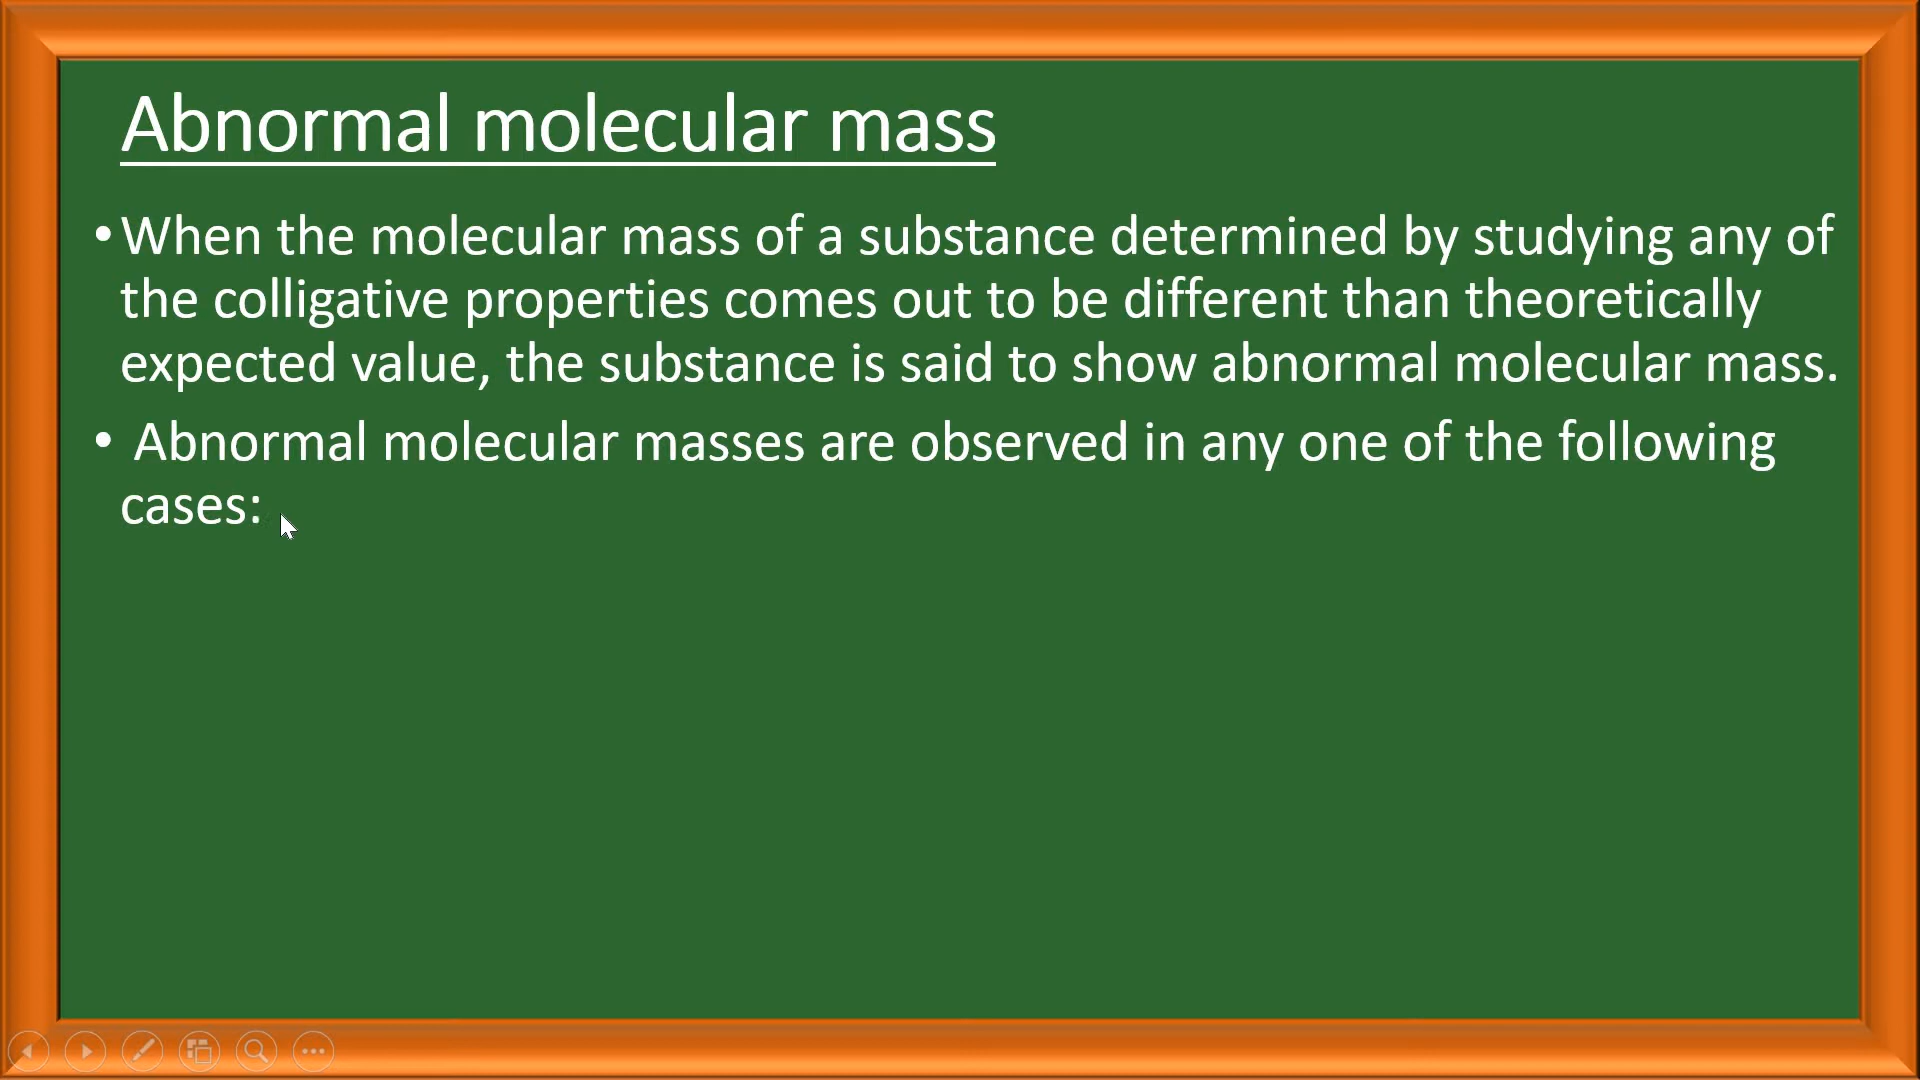 Abnormal molecular mass
• When the molecular mass of a substance determined by studying any of
the colligative properties comes out to be different than theoretically
expected value, the substance is said to show abnormal molecular mass.
• Abnormal molecular masses are observed in any one of the following
cases: